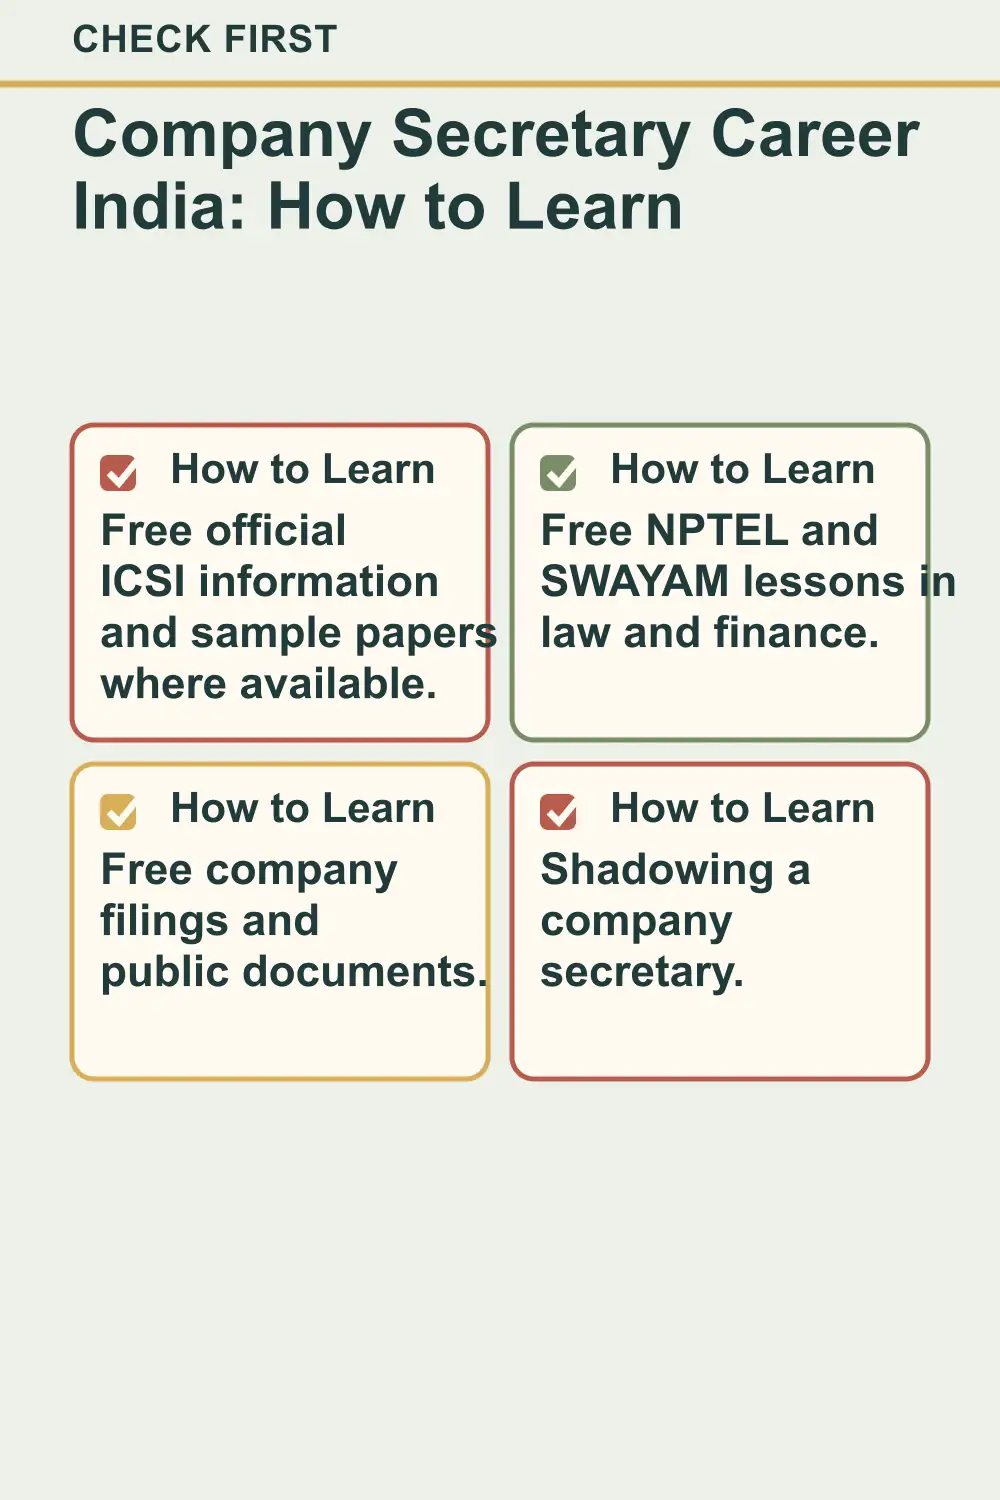 CHECK FIRST
Company Secretary Career
India: How to Learn
How to Learn
Free official
ICSI information
and sample papers
where available.
How to Learn
Free NPTEL and
SWAYAM lessons in
law and finance.
How to Learn
Free company
filings and
public documents.
How to Learn
Shadowing a
company
secretary.